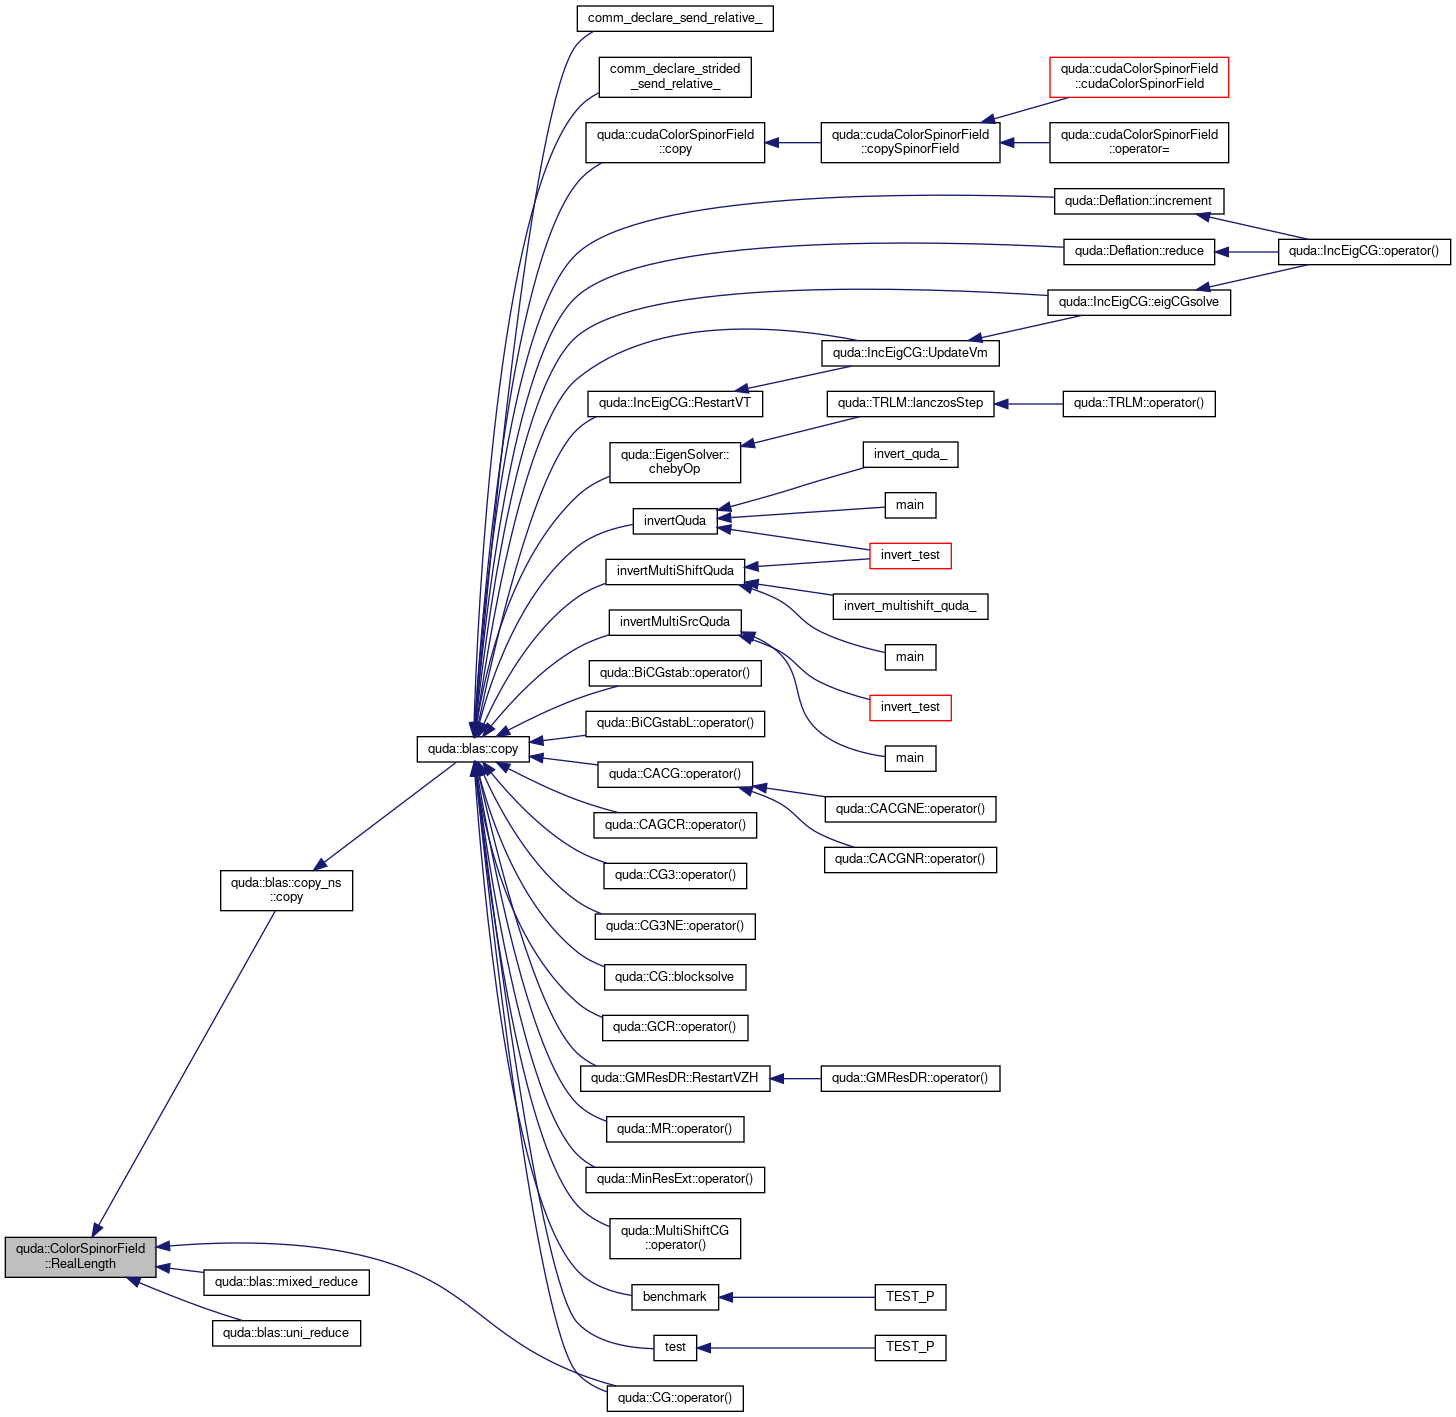 comm_declare_send_relative_
comm_declare_strided
_send_relative_
quda::cudaColorSpinorField
::cudaColorSpinorField
quda::cudaColorSpinorField
::copy
quda::cudaColorSpinorField
::copySpinorField
quda::cudaColorSpinorField
::operator=
quda::Deflation::increment
quda::Deflation::reduce
quda::IncEigCG::operator()
quda::IncEigCG::eigCGsolve
quda::IncEigCG::UpdateVm
quda::IncEigCG::RestartVT
quda::TRLM::lanczosStep
quda::TRLM::operator()
quda::EigenSolver::
chebyOp
invert_quda_
main
invertQuda
invert_test
invertMultiShiftQuda
invert_multishift_quda_
invertMultiSrcQuda
main
quda::BiCGstab::operator()
invert_test
quda::BiCGstabL::operator()
quda::blas::copy
main
quda::CACG::operator()
quda::CACGNE::operator()
quda::CAGCR::operator()
quda::CACGNR::operator()
quda::CG3::operator()
quda::blas::copy_ns
::copy
quda::CG3NE::operator()
quda::CG::blocksolve
quda::GCR::operator()
quda::GMResDR::RestartVZH
quda::GMResDR::operator()
quda::MR::operator()
quda::MinResExt::operator()
quda::MultiShiftCG
::operator()
quda::ColorSpinorField
::RealLength
quda::blas::mixed_reduce
benchmark
TEST_P
quda::blas::uni_reduce
test
TEST_P
quda::CG::operator()